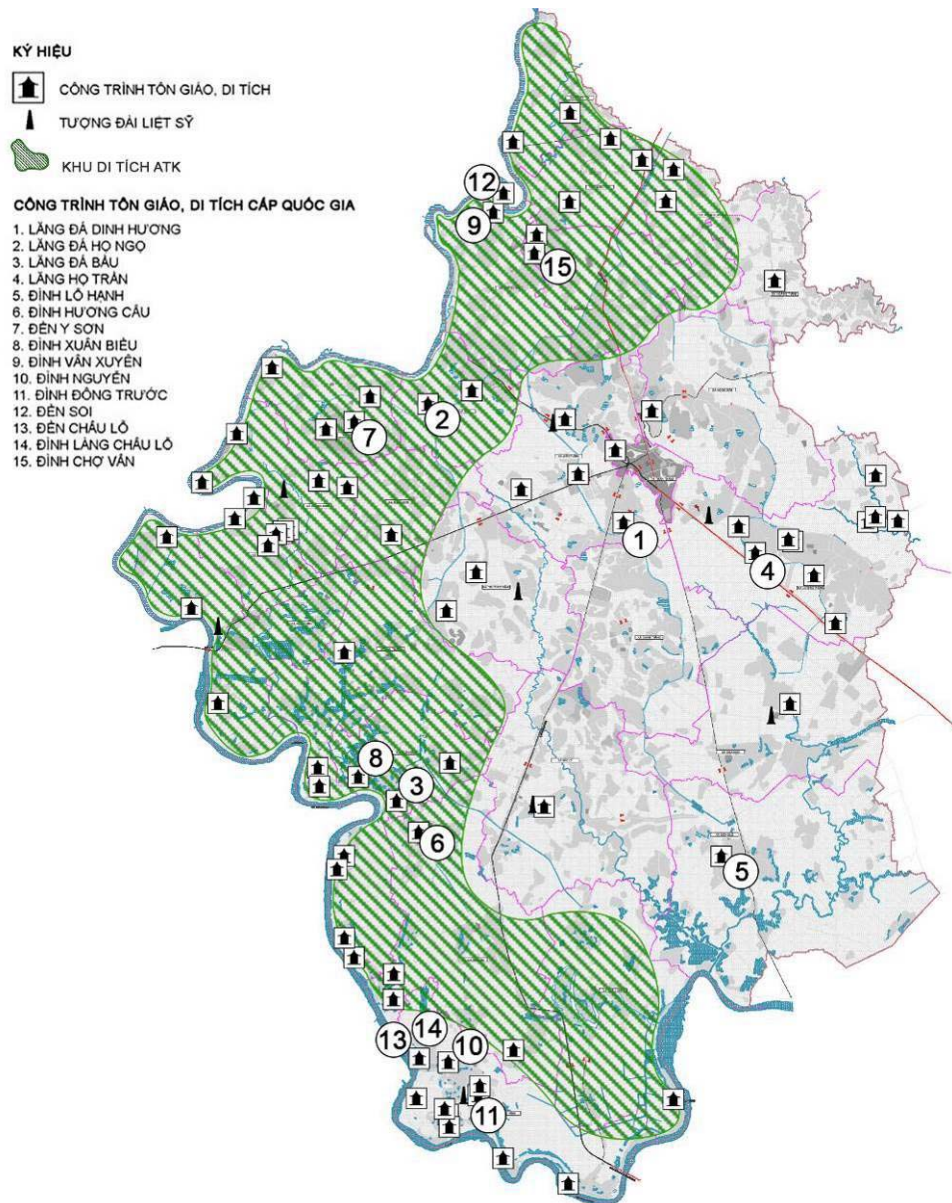 KÝ HIỆU
CÔNG TRÌNH TÔN GIÁO, DI TÍCH
TƯỢNG ĐÀI LIỆT SỸ
KHU DI TÍCH ATK
CÔNG TRÌNH TÔN GIÁO, DI TÍCH CẤP QUỐC GIA
1. LĂNG ĐÁ DINH HƯƠNG
2. LĂNG ĐÁ HỌ NGỌ
3. LĂNG ĐÁ BẦU
4. LĂNG HỌ TRẦN
5. ĐÌNH LÔ HẠNH
6. ĐÌNH HƯƠNG CÂU
7. ĐỀN Y SƠN
8. ĐÌNH XUÂN BIỀU
9. ĐÌNH VÂN XUYÊN
10. ĐÌNH NGUYỄN
11. ĐÌNH ĐÔNG TRƯỚC
12. ĐỀN SOI
13. ĐỀN CHÂU LỖ
14. ĐÌNH LÀNG CHÂU LỖ
15. ĐÌNH CHỢ VÂN
12
9
15
2
7
1
4
8
3
6
5
14
13
10
11